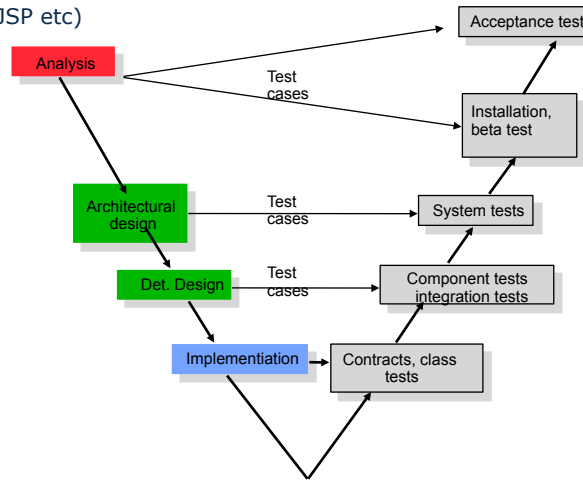 JSP etc)
Acceptance test
Analysis
Test
cases
Installation,
beta test
Architectural
design
Test
cases
System tests
Det. Design
Test
cases
Component tests
integration tests
Implementiation
Contracts, class
tests